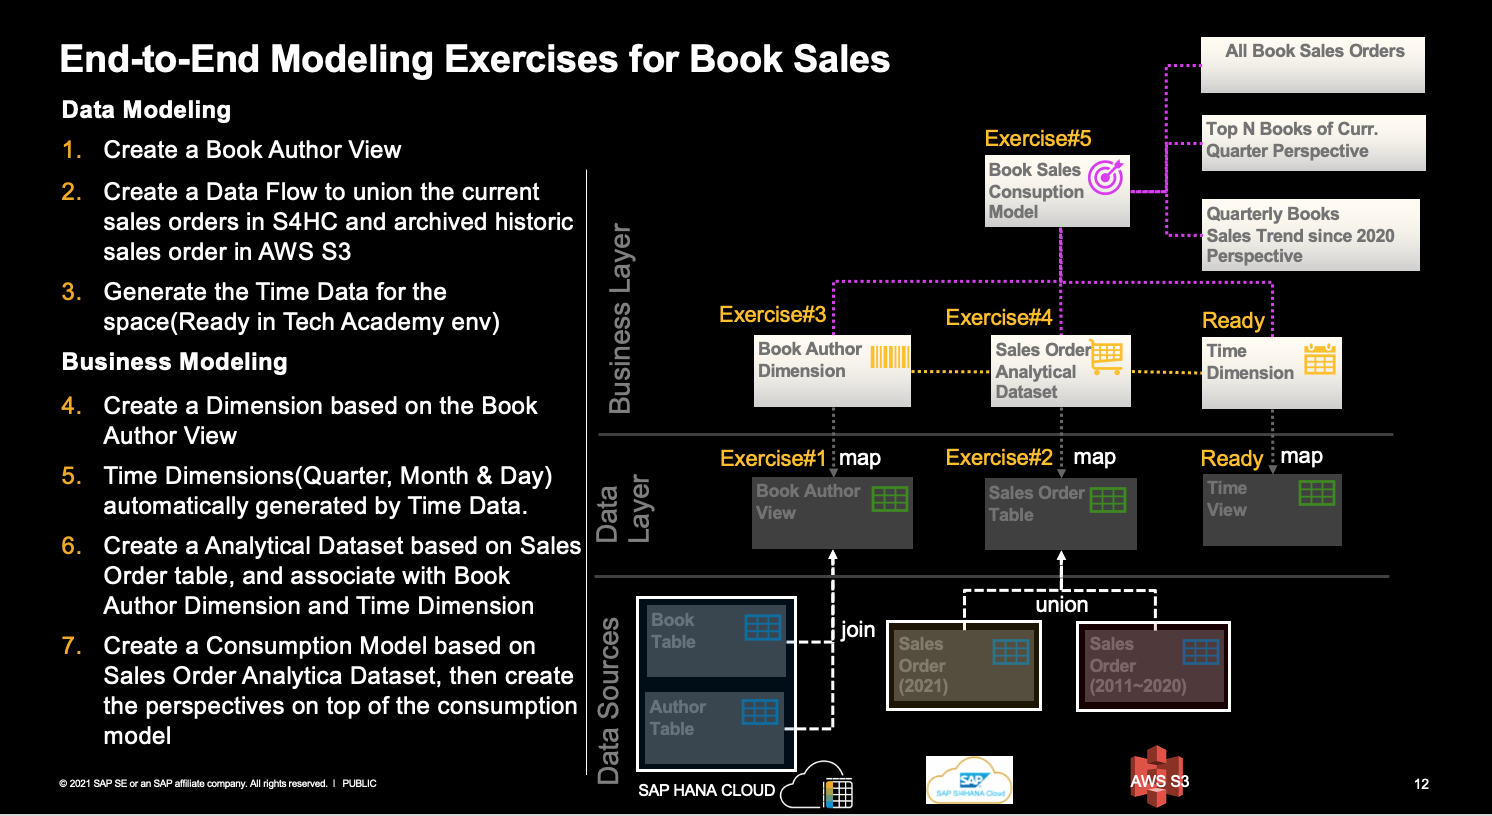 End-to-End Modeling Exercises for Book Sales
Data Modeling
1. Create a Book Author View
2. Create a Data Flow to union the current
sales orders in S4HC and archived historic
sales order in AWS S3
3. Generate the Time Data for the
space(Ready in Tech Academy env)
Business Modeling
4. Create a Dimension based on the Book
Author View
5. Time Dimensions(Quarter, Month & Day)
automatically generated by Time Data.
6. Create a Analytical Dataset based on Sales
Order table, and associate with Book
Author Dimension and Time Dimension
7. Create a Consumption Model based on
Sales Order Analytica Dataset, then create
the perspectives on top of the consumption
model
All Book Sales Orders
Top N Books of Curr.
Quarter Perspective
Quarterly Books
Sales Trend since 2020
Perspective
Exercise#5
Book Sales
Consuption
Model
Business Layer
Exercise#3
Book Author
Dimension
Exercise#4
Sales Order
Analytical
Dataset
Ready
Time
Dimension
Data
Layer
Exercise#1 map
Book Author
View
Exercise#2 map
Sales Order
Table
Ready map
Time
View
Data Sources
Book
Table
Author
Table
join
union
Sales
Order
(2021)
Sales
Order
(2011~2020)
SAP HANA CLOUD
SAP
SAP S/4HANA Cloud
AWS S3
© 2021 SAP SE or an SAP affiliate company. All rights reserved. | PUBLIC
12